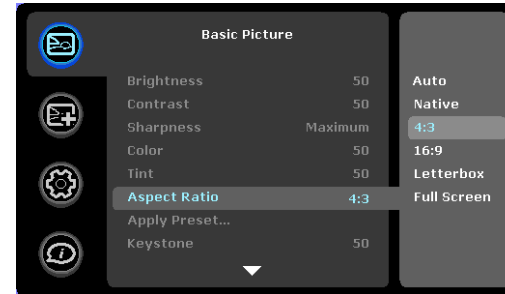 Basic Picture
Brightness 50
Contrast 50
Sharpness Maximum
Color 50
Tint 50
Aspect Ratio 4:3
Apply Preset...
Keystone 50
Auto
Native
4:3
16:9
Letterbox
Full Screen